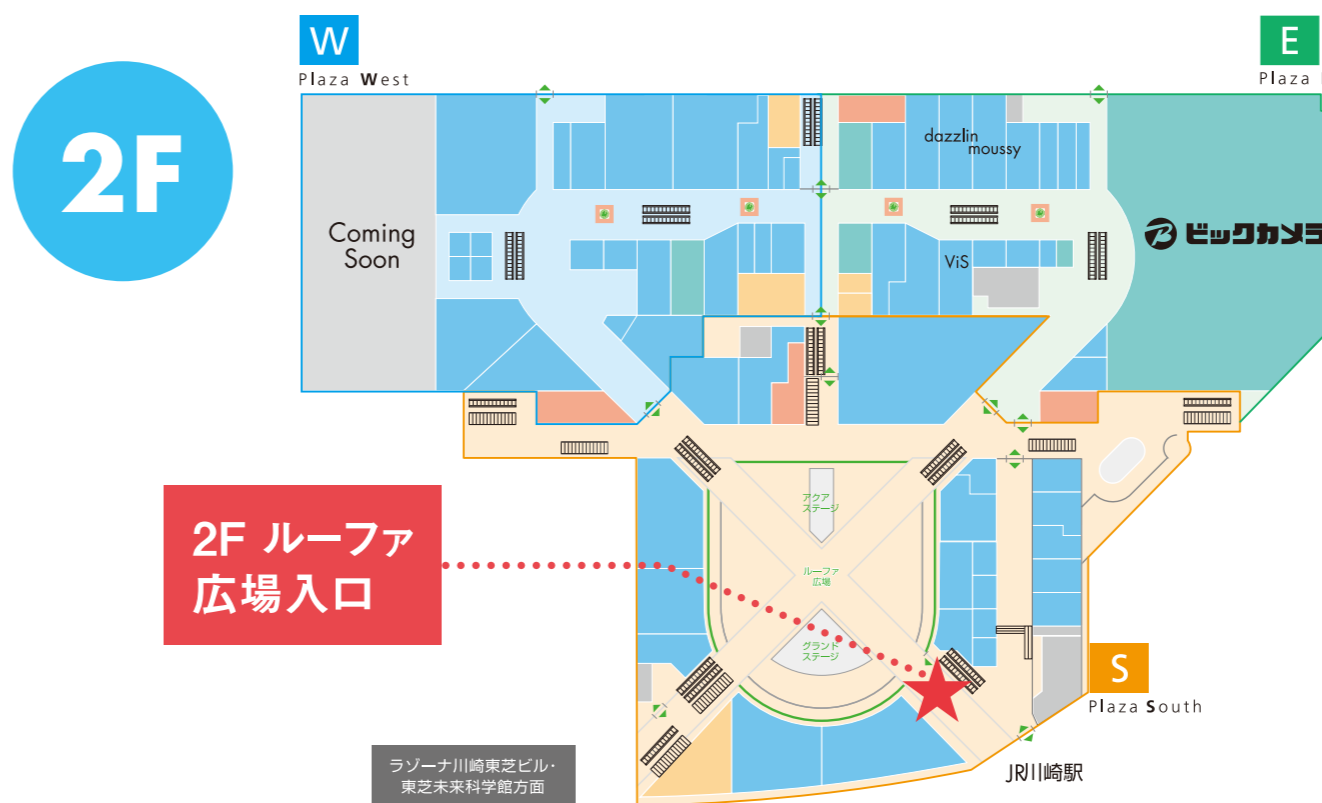 W
Plaza West
E
Plaza
2F
dazzlin
moussy
Coming
Soon
ViS
ビックカメラ
アクア
ステージ
2F ルーファ
広場入口
ルーファ
広場
グランド
ステージ
S
Plaza South
ラゾーナ川崎東芝ビル・
東芝未来科学館方面
JR川崎駅